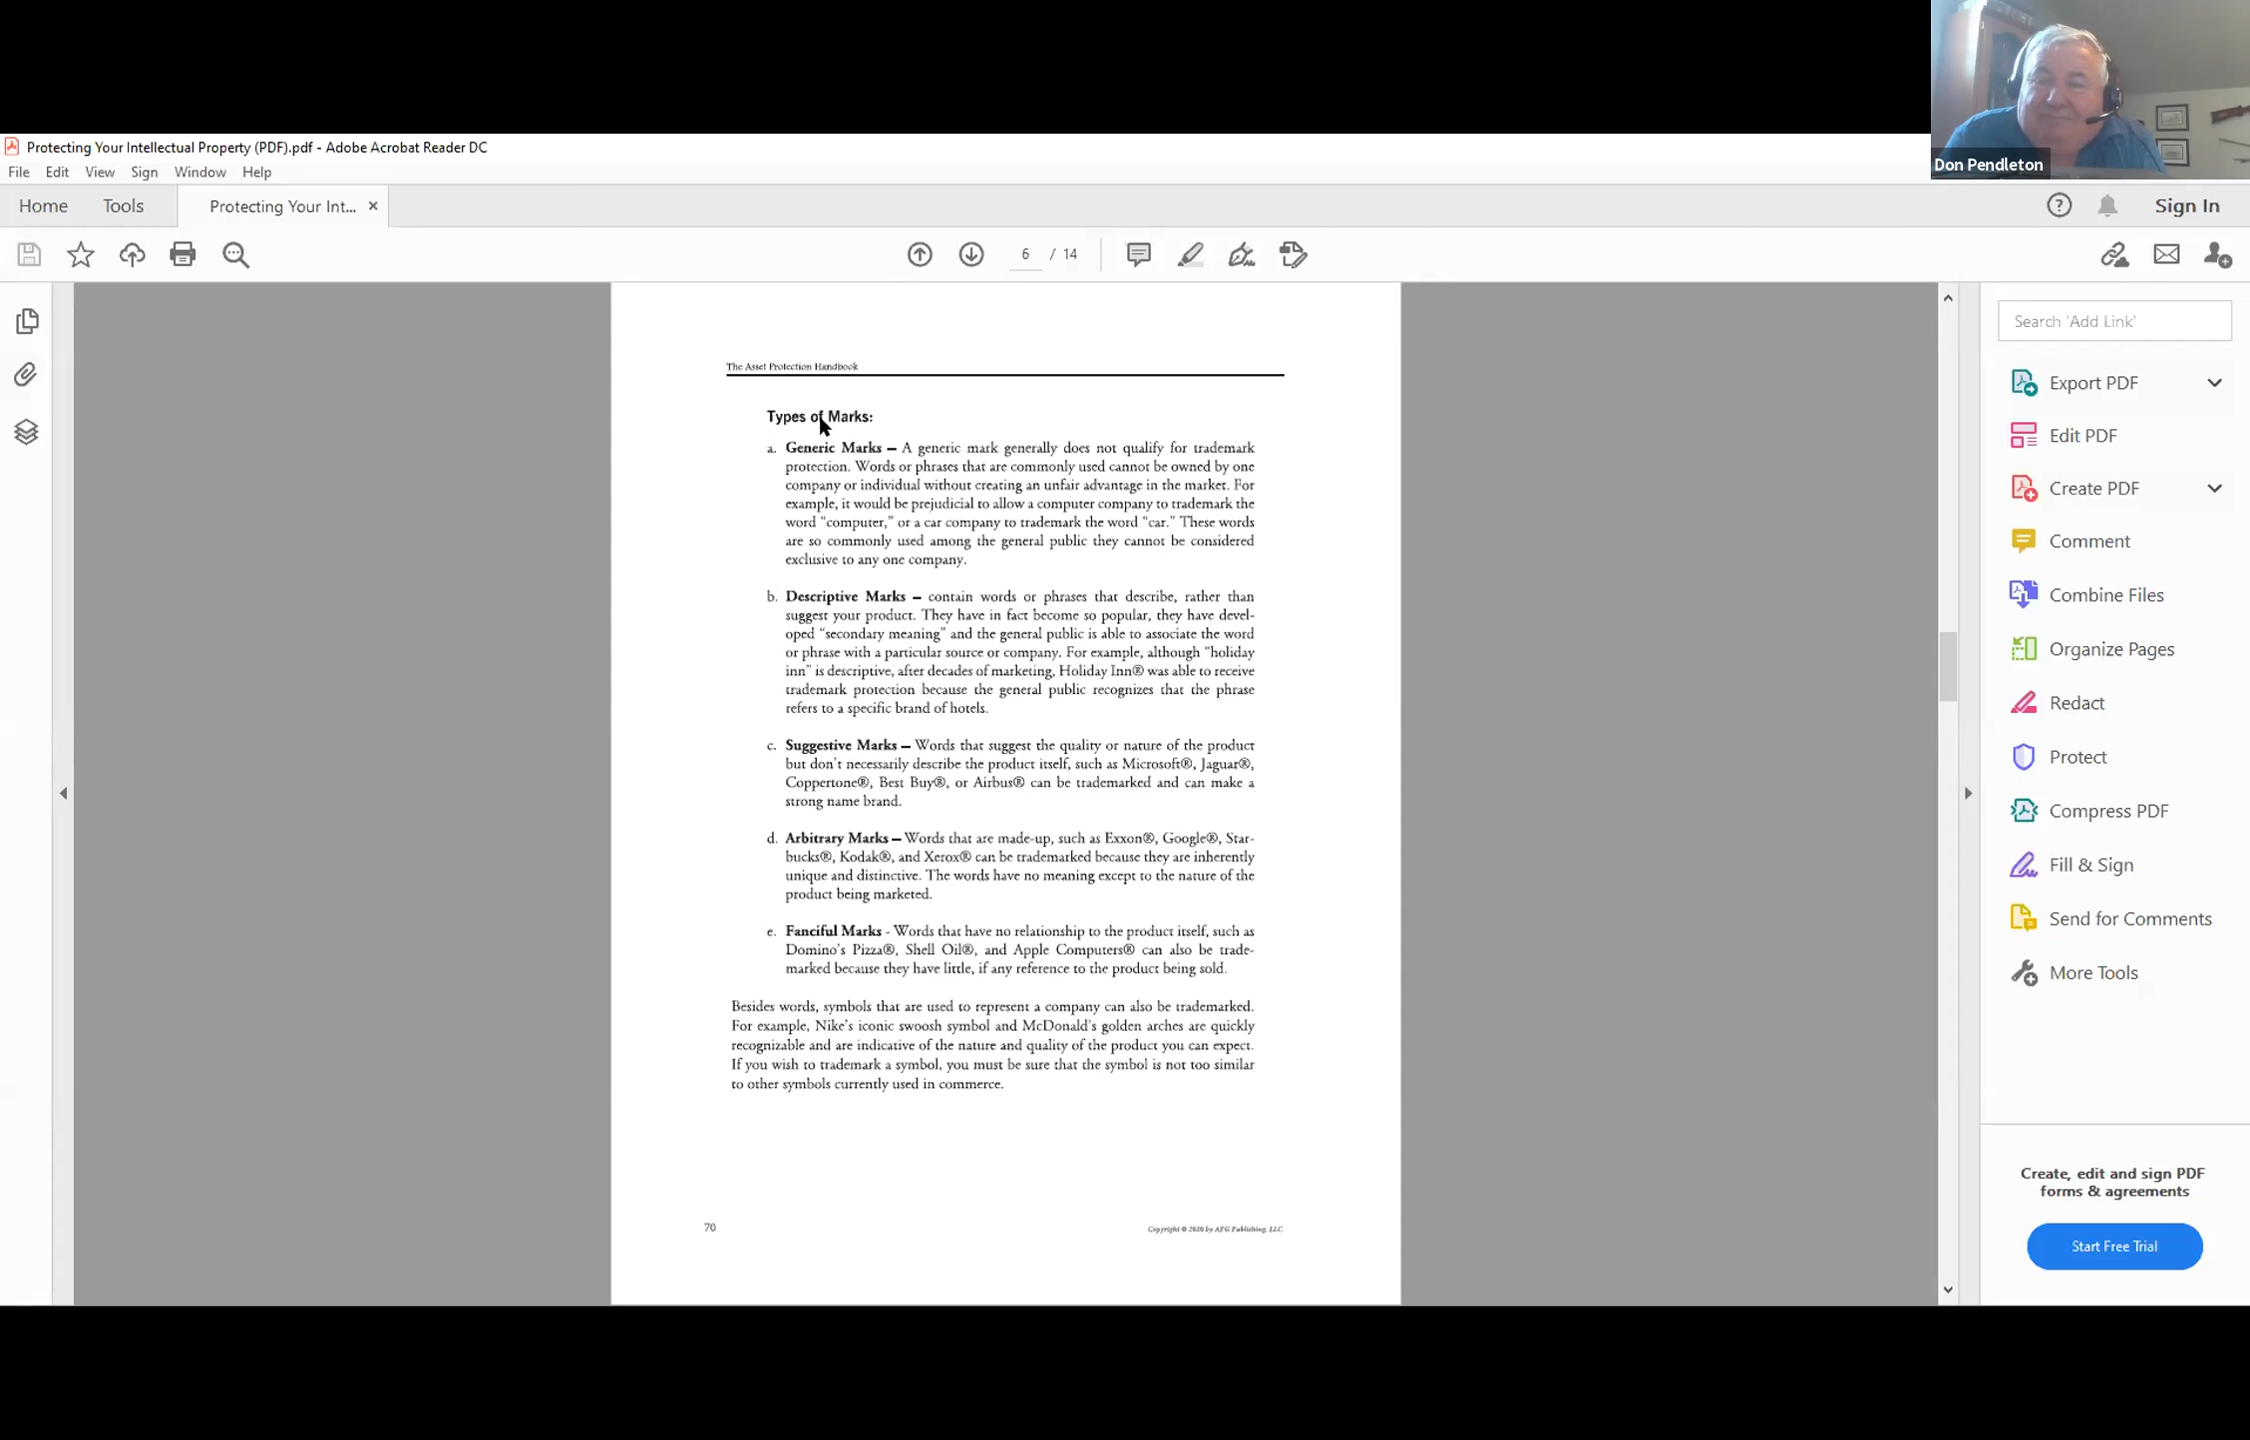 Don Pendleton
Protecting Your Intellectual Property (PDF).pdf - Adobe Acrobat Reader DC
File Edit View Sign Window Help
Home Tools Protecting Your Int... × Sign In
6 / 14
Search 'Add Link'
Export PDF
Edit PDF
Create PDF
Comment
Combine Files
Organize Pages
Redact
Protect
Compress PDF
Fill & Sign
Send for Comments
More Tools
Create, edit and sign PDF
forms & agreements
Start Free Trial
The Asset Protection Handbook
Types of Marks:
a. Generic Marks – A generic mark generally does not qualify for trademark
protection. Words or phrases that are commonly used cannot be owned by one
company or individual without creating an unfair advantage in the market. For
example, it would be prejudicial to allow a computer company to trademark the
word “computer,” or a car company to trademark the word “car.” These words
are so commonly used among the general public they cannot be considered
exclusive to any one company.
b. Descriptive Marks – contain words or phrases that describe, rather than
suggest your product. They have in fact become so popular, they have devel-
oped “secondary meaning” and the general public is able to associate the word
or phrase with a particular source or company. For example, although “holiday
inn” is descriptive, after decades of marketing, Holiday Inn® was able to receive
trademark protection because the general public recognizes that the phrase
refers to a specific brand of hotels.
c. Suggestive Marks – Words that suggest the quality or nature of the product
but don’t necessarily describe the product itself, such as Microsoft®, Jaguar®,
Coppertone®, Best Buy®, or Airbus® can be trademarked and can make a
strong name brand.
d. Arbitrary Marks – Words that are made-up, such as Exxon®, Google®, Star-
bucks®, Kodak®, and Xerox® can be trademarked because they are inherently
unique and distinctive. The words have no meaning except to the nature of the
product being marketed.
e. Fanciful Marks - Words that have no relationship to the product itself, such as
Domino’s Pizza®, Shell Oil®, and Apple Computers® can also be trade-
marked because they have little, if any reference to the product being sold.
Besides words, symbols that are used to represent a company can also be trademarked.
For example, Nike’s iconic swoosh symbol and McDonald’s golden arches are quickly
recognizable and are indicative of the nature and quality of the product you can expect.
If you wish to trademark a symbol, you must be sure that the symbol is not too similar
to other symbols currently used in commerce.
70
Copyright © 2020 by AFG Publishing, LLC